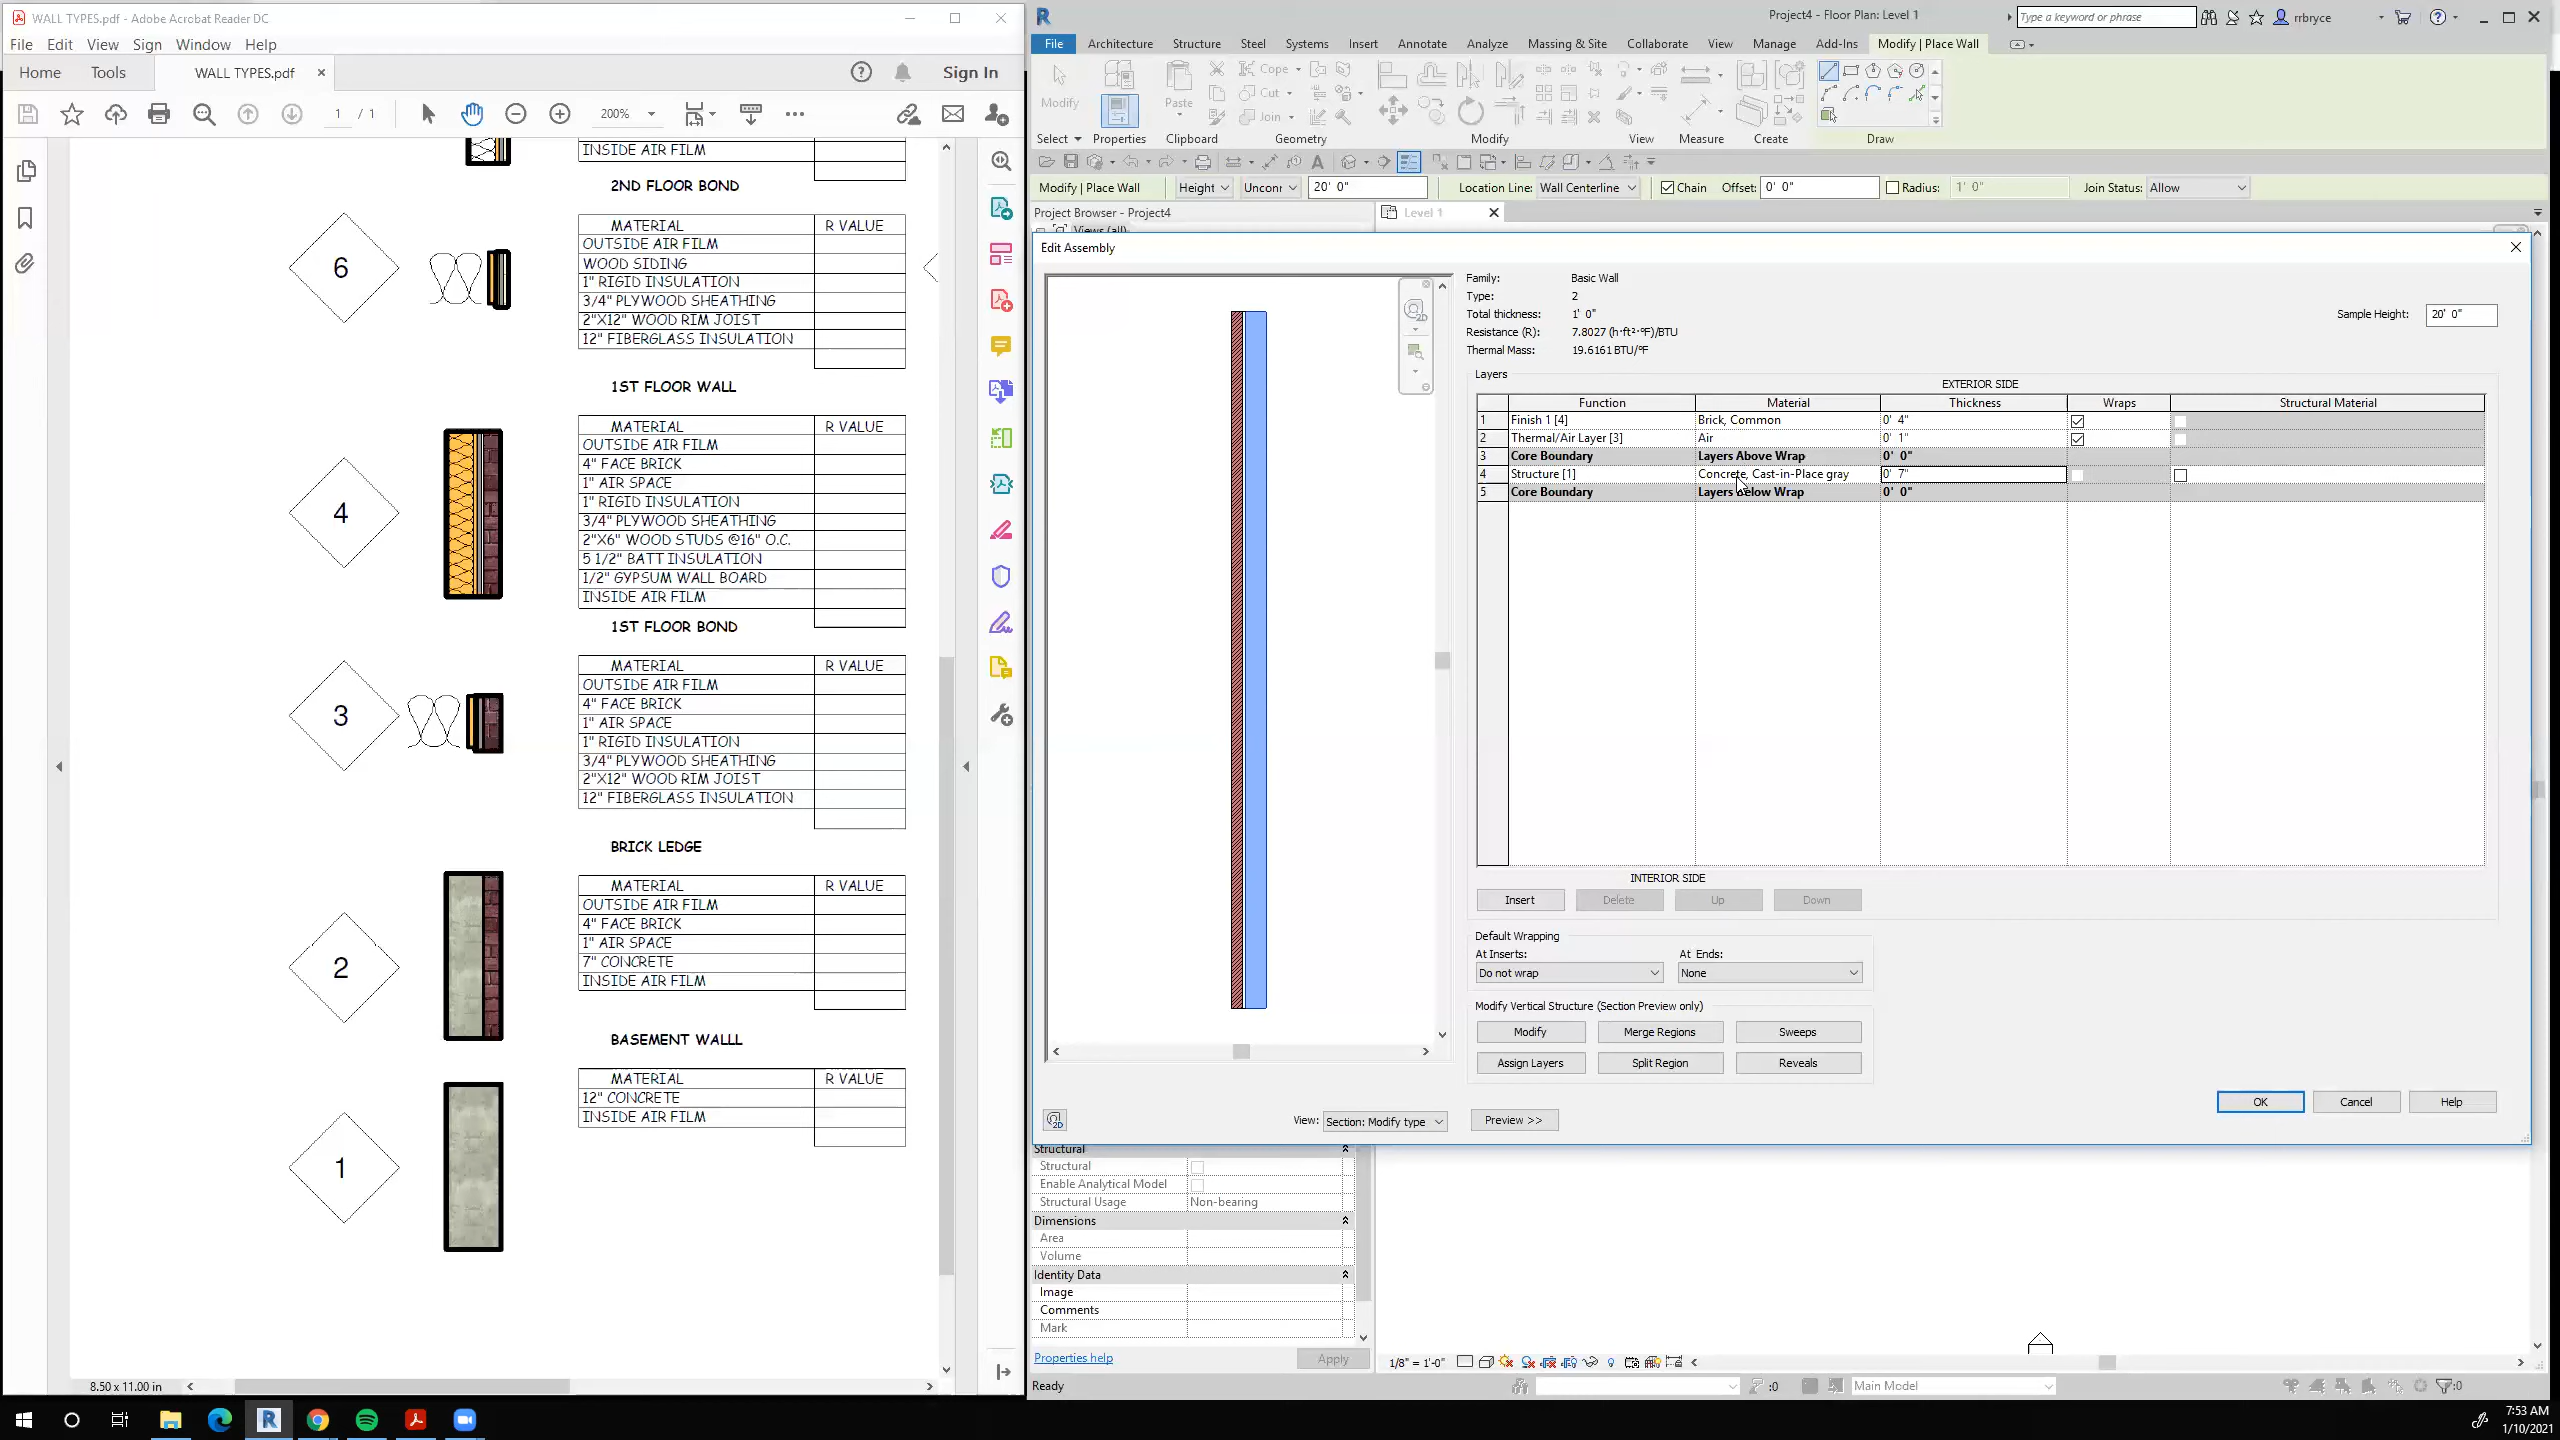 WALL TYPES.pdf - Adobe Acrobat Reader DC
File Edit View Sign Window Help
Home Tools WALL TYPES.pdf × Sign In
1 / 1 200%
INSIDE AIR FILM
2ND FLOOR BOND
MATERIAL R VALUE
OUTSIDE AIR FILM
WOOD SIDING
1" RIGID INSULATION
3/4" PLYWOOD SHEATHING
2"X12" WOOD RIM JOIST
12" FIBERGLASS INSULATION
6
1ST FLOOR WALL
MATERIAL R VALUE
OUTSIDE AIR FILM
4" FACE BRICK
1" AIR SPACE
1" RIGID INSULATION
3/4" PLYWOOD SHEATHING
2"X6" WOOD STUDS @16" O.C.
5 1/2" BATT INSULATION
1/2" GYPSUM WALL BOARD
INSIDE AIR FILM
4
1ST FLOOR BOND
MATERIAL R VALUE
OUTSIDE AIR FILM
4" FACE BRICK
1" AIR SPACE
1" RIGID INSULATION
3/4" PLYWOOD SHEATHING
2"X12" WOOD RIM JOIST
12" FIBERGLASS INSULATION
3
BRICK LEDGE
MATERIAL R VALUE
OUTSIDE AIR FILM
4" FACE BRICK
1" AIR SPACE
7" CONCRETE
INSIDE AIR FILM
2
BASEMENT WALLL
MATERIAL R VALUE
12" CONCRETE
INSIDE AIR FILM
1
8.50 x 11.00 in
Project4 - Floor Plan: Level 1
Type a keyword or phrase
rrbryce
File Architecture Structure Steel Systems Insert Annotate Analyze Massing & Site Collaborate View Manage Add-Ins Modify | Place Wall
Modify Paste Cope Cut Join
Select Properties Clipboard Geometry Modify View Measure Create Draw
Modify | Place Wall Height Unconr 20' 0" Location Line: Wall Centerline Chain Offset: 0' 0" Radius: 1' 0" Join Status: Allow
Project Browser - Project4
Level 1
Views (all)
Edit Assembly
Family: Basic Wall
Type: 2
Total thickness: 1' 0"
Resistance (R): 7.8027 (h·ft²·°F)/BTU
Thermal Mass: 19.6161 BTU/°F
Sample Height: 20' 0"
Layers
EXTERIOR SIDE
Function Material Thickness Wraps Structural Material
1 Finish 1 [4] Brick, Common 0' 4"
2 Thermal/Air Layer [3] Air 0' 1"
3 Core Boundary Layers Above Wrap 0' 0"
4 Structure [1] Concrete, Cast-in-Place gray 0' 7"
5 Core Boundary Layers Below Wrap 0' 0"
INTERIOR SIDE
Insert Delete Up Down
Default Wrapping
At Inserts: At Ends:
Do not wrap None
Modify Vertical Structure (Section Preview only)
Modify Merge Regions Sweeps
Assign Layers Split Region Reveals
OK Cancel Help
View: Section: Modify type Preview >>
Structural
Structural
Enable Analytical Model
Structural Usage Non-bearing
Dimensions
Area
Volume
Identity Data
Image
Comments
Mark
Properties help Apply
1/8" = 1'-0"
Ready :0 Main Model :0
7:53 AM
1/10/2021